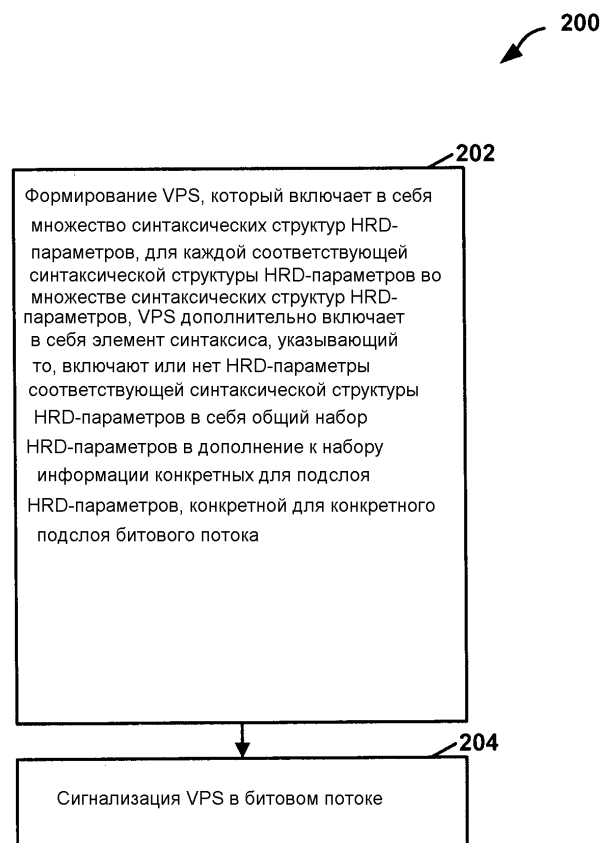 200
202
Формирование VPS, который включает в себя
множество синтаксических структур HRD-
параметров, для каждой соответствующей
синтаксической структуры HRD-параметров во
множестве синтаксических структур HRD-
параметров, VPS дополнительно включает
в себя элемент синтаксиса, указывающий
то, включают или нет HRD-параметры
соответствующей синтаксической структуры
HRD-параметров в себя общий набор
HRD-параметров в дополнение к набору
информации конкретных для подслоя
HRD-параметров, конкретной для конкретного
подслоя битового потока
204
Сигнализация VPS в битовом потоке